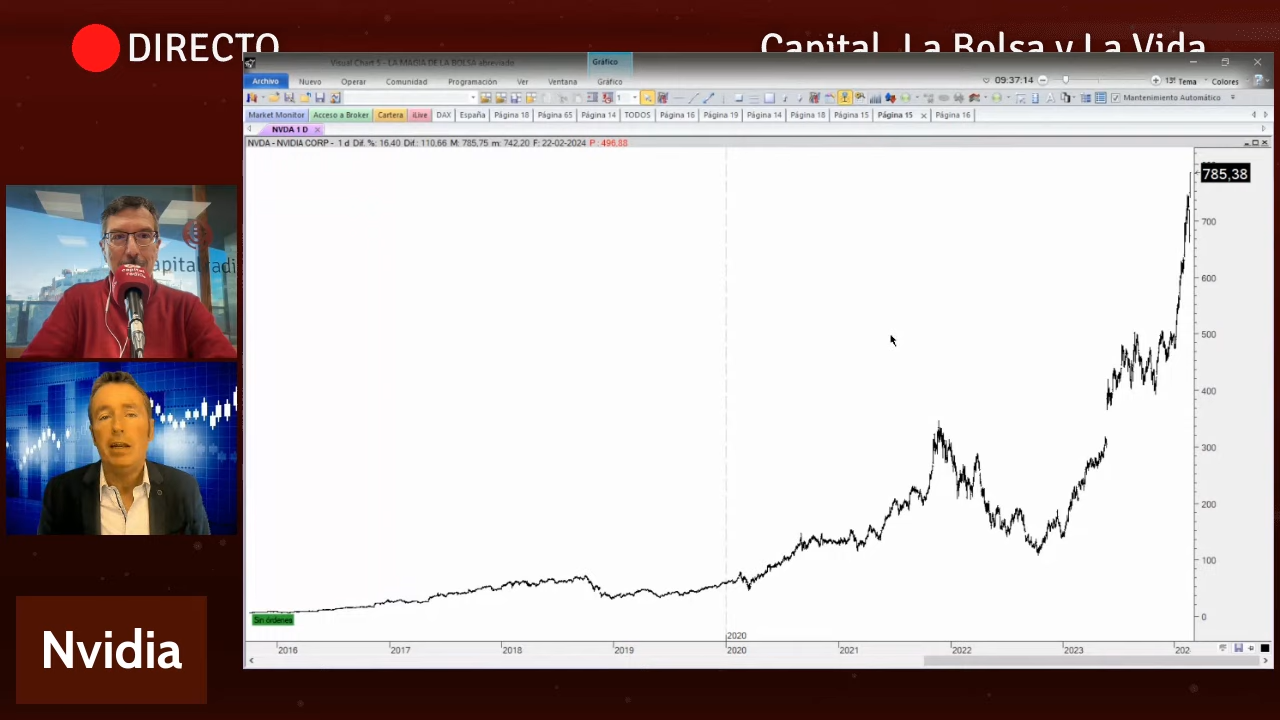 DIRECTO
Capital, La Bolsa y La Vida
Visual Chart 5 - LA MAGIA DE LA BOLSA abreviado
Gráfico
Archivo Nuevo Operar Comunidad Programación Ver Ventana Gráfico
09:37:14
Tema Colores
1
Mantenimiento Automático
Market Monitor Acceso a Broker Cartera iLive DAX España Página 18 Página 65 Página 14 TODOS Página 16 Página 19 Página 14 Página 18 Página 15 Página 15 Página 16
NVDA 1 D
NVDA - NVIDIA CORP - 1 d Dif. %: 16,40 Dif.: 110,66 M: 785,75 m: 742,20 F: 22-02-2024 P: 496,88
785,38
700
600
500
400
300
200
100
0
capital radio
capitalradi
Sin órdenes
2020
2016 2017 2018 2019 2020 2021 2022 2023 202
Nvidia